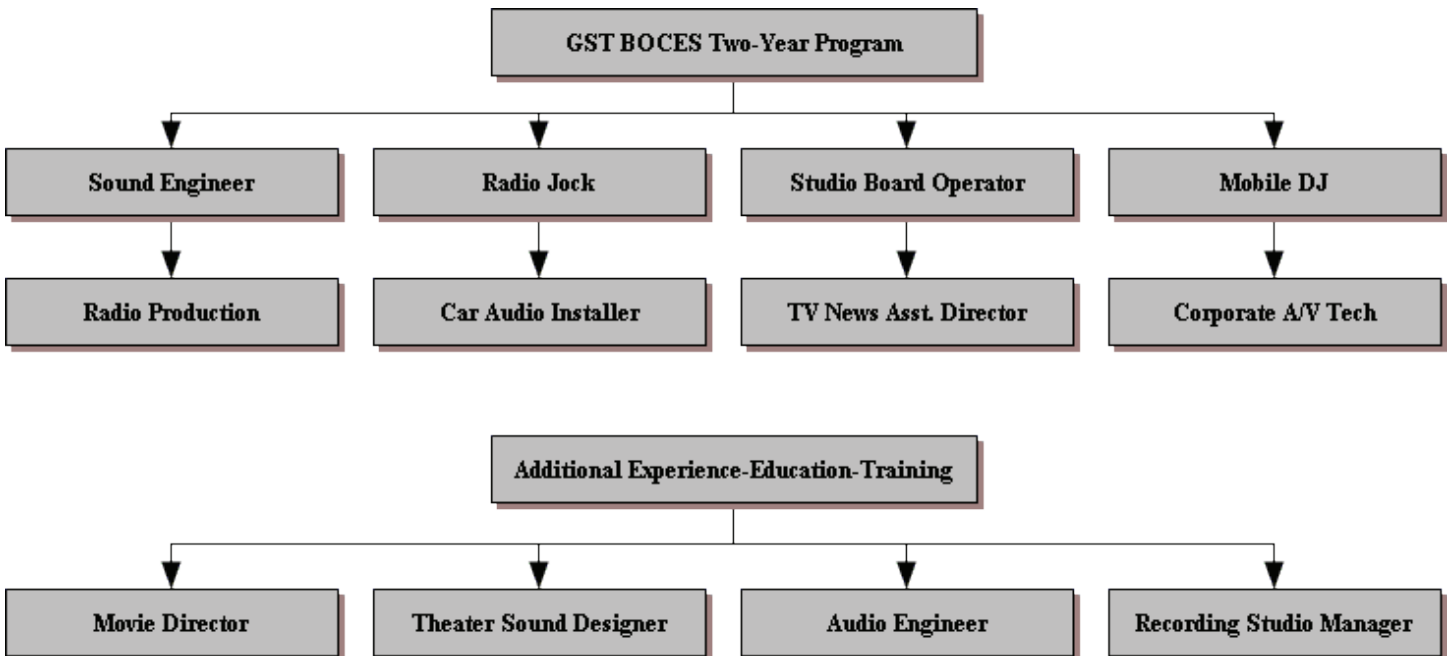 GST BOCES Two-Year Program
Sound Engineer
Radio Jock
Studio Board Operator
Mobile DJ
Radio Production
Car Audio Installer
TV News Asst. Director
Corporate A/V Tech
Additional Experience-Education-Training
Movie Director
Theater Sound Designer
Audio Engineer
Recording Studio Manager